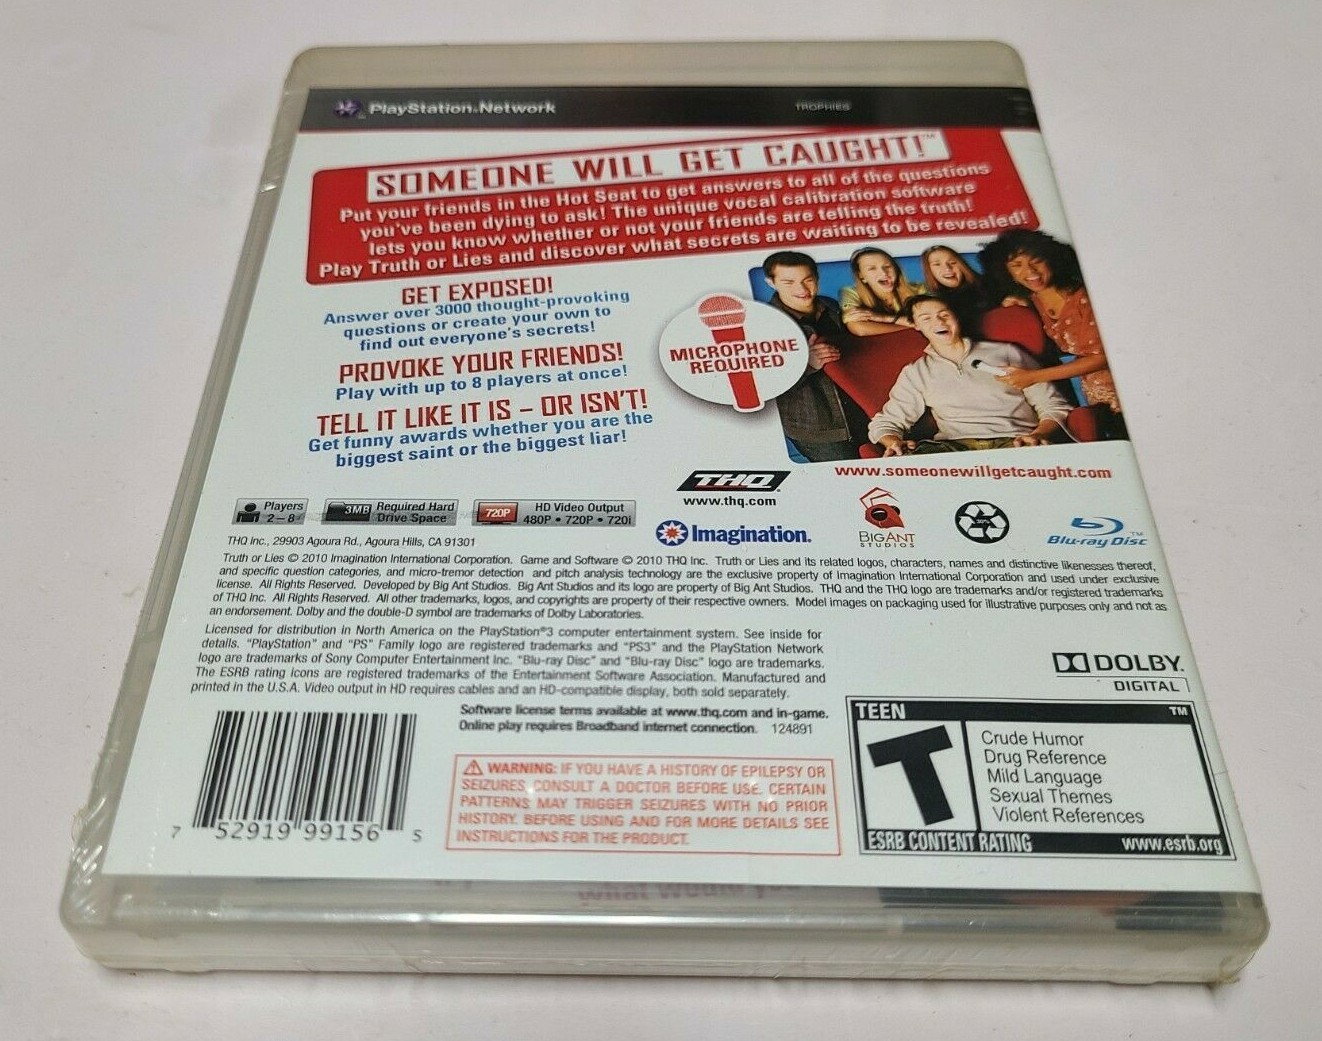 PlayStation Network
TROPHIES
SOMEONE WILL GET CAUGHT!™
Put your friends in the Hot Seat to get answers to all of the questions
you've been dying to ask! The unique vocal calibration software
lets you know whether or not your friends are telling the truth!
Play Truth or Lies and discover what secrets are waiting to be revealed!
GET EXPOSED!
Answer over 3000 thought-provoking
questions or create your own to
find out everyone's secrets!
PROVOKE YOUR FRIENDS!
Play with up to 8 players at once!
TELL IT LIKE IT IS – OR ISN'T!
Get funny awards whether you are the
biggest saint or the biggest liar!
MICROPHONE
REQUIRED
www.someonewillgetcaught.com
THQ
www.thq.com
Players
2–8
3MB
Required Hard
Drive Space
720P
HD Video Output
480P • 720P • 720i
Imagination.
BIG ANT
STUDIOS
Blu-ray Disc™
THQ Inc., 29903 Agoura Rd., Agoura Hills, CA 91301
Truth or Lies © 2010 Imagination International Corporation. Game and Software © 2010 THQ Inc. Truth or Lies and its related logos, characters, names and distinctive likenesses thereof,
and specific question categories, and micro-tremor detection and pitch analysis technology are the exclusive property of Imagination International Corporation and used under exclusive
license. All Rights Reserved. Developed by Big Ant Studios. Big Ant Studios and its logo are property of Big Ant Studios. THQ and the THQ logo are trademarks and/or registered trademarks
of THQ Inc. All Rights Reserved. All other trademarks, logos, and copyrights are property of their respective owners. Model images on packaging used for illustrative purposes only and not as
an endorsement. Dolby and the double-D symbol are trademarks of Dolby Laboratories.
Licensed for distribution in North America on the PlayStation®3 computer entertainment system. See inside for
details. "PlayStation" and "PS" Family logo are registered trademarks and "PS3" and the PlayStation Network
logo are trademarks of Sony Computer Entertainment Inc. "Blu-ray Disc" and "Blu-ray Disc" logo are trademarks.
The ESRB rating icons are registered trademarks of the Entertainment Software Association. Manufactured and
printed in the U.S.A. Video output in HD requires cables and an HD-compatible display, both sold separately.
DOLBY.
DIGITAL
Software license terms available at www.thq.com and in-game.
Online play requires Broadband internet connection. 124891
WARNING: IF YOU HAVE A HISTORY OF EPILEPSY OR
SEIZURES, CONSULT A DOCTOR BEFORE USE. CERTAIN
PATTERNS MAY TRIGGER SEIZURES WITH NO PRIOR
HISTORY. BEFORE USING AND FOR MORE DETAILS SEE
INSTRUCTIONS FOR THE PRODUCT.
7 52919 99156 5
TEEN ™
T
Crude Humor
Drug Reference
Mild Language
Sexual Themes
Violent References
ESRB CONTENT RATING www.esrb.org
what would